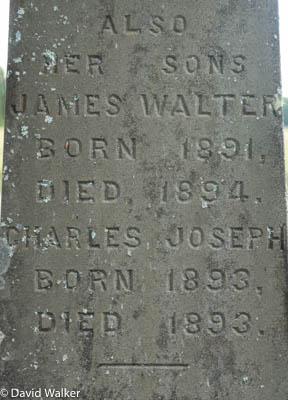 ALSO
HER SONS
JAMES WALTER
BORN 1891,
DIED, 1894.
CHARLES JOSEPH
BORN 1893,
DIED 1893.
© David Walker